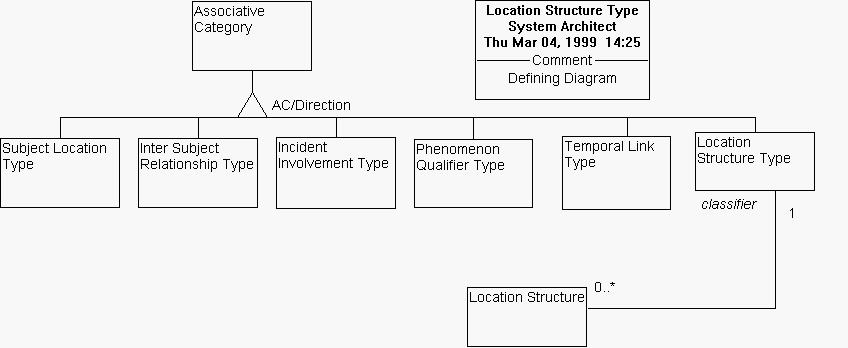 Associative
Category
Location Structure Type
System Architect
Thu Mar 04, 1999 14:25
Comment
Defining Diagram
AC/Direction
Subject Location
Type
Inter Subject
Relationship Type
Incident
Involvement Type
Phenomenon
Qualifier Type
Temporal Link
Type
Location
Structure Type
classifier
1
0..*
Location Structure